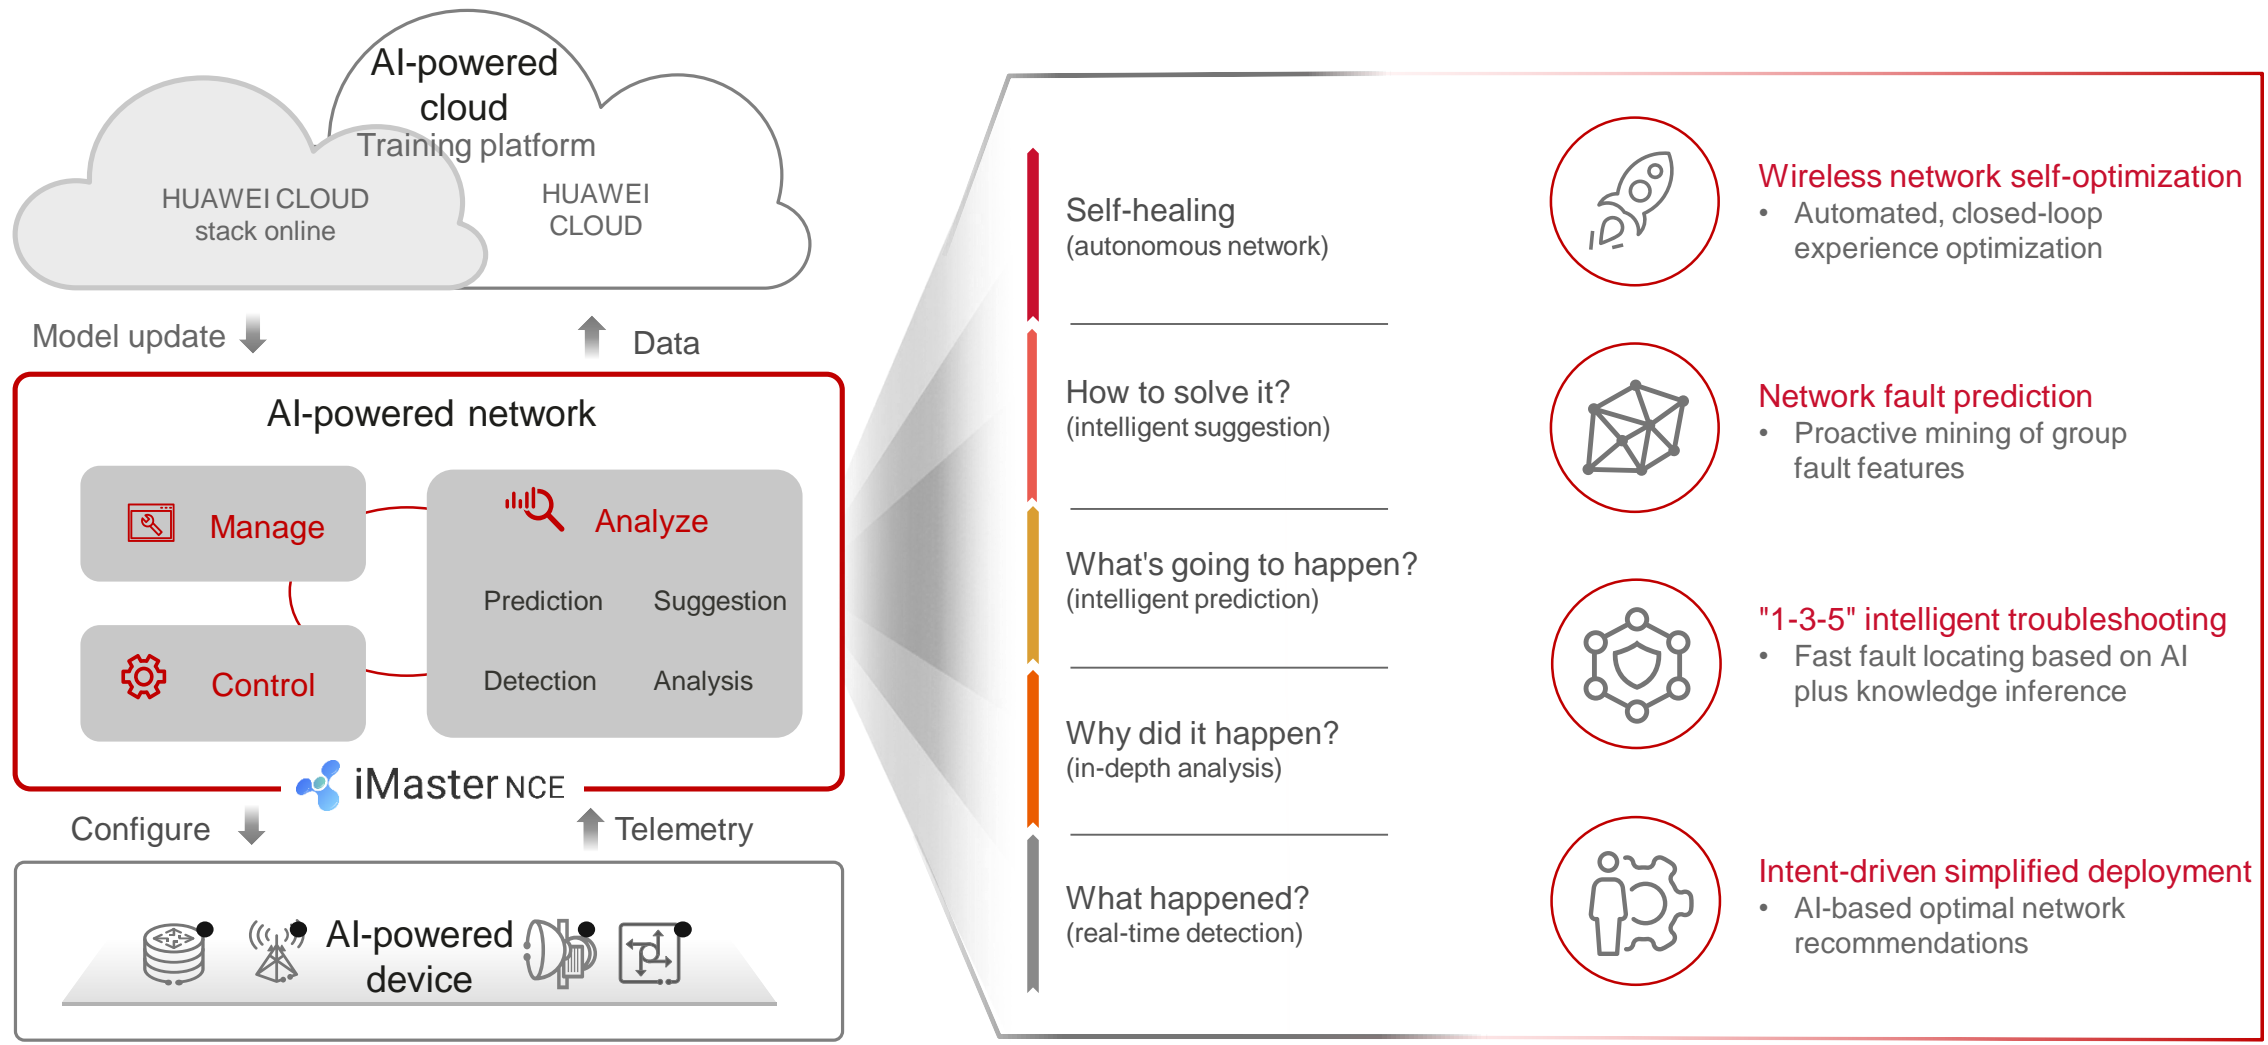 AI-powered
cloud
Training platform
HUAWEI CLOUD
stack online
HUAWEI
CLOUD
Model update
Data
AI-powered network
Manage
Control
Analyze
Prediction
Suggestion
Detection
Analysis
iMaster NCE
Configure
Telemetry
AI-powered
device
Self-healing
(autonomous network)
How to solve it?
(intelligent suggestion)
What's going to happen?
(intelligent prediction)
Why did it happen?
(in-depth analysis)
What happened?
(real-time detection)
Wireless network self-optimization
• Automated, closed-loop
experience optimization
Network fault prediction
• Proactive mining of group
fault features
"1-3-5" intelligent troubleshooting
• Fast fault locating based on AI
plus knowledge inference
Intent-driven simplified deployment
• AI-based optimal network
recommendations